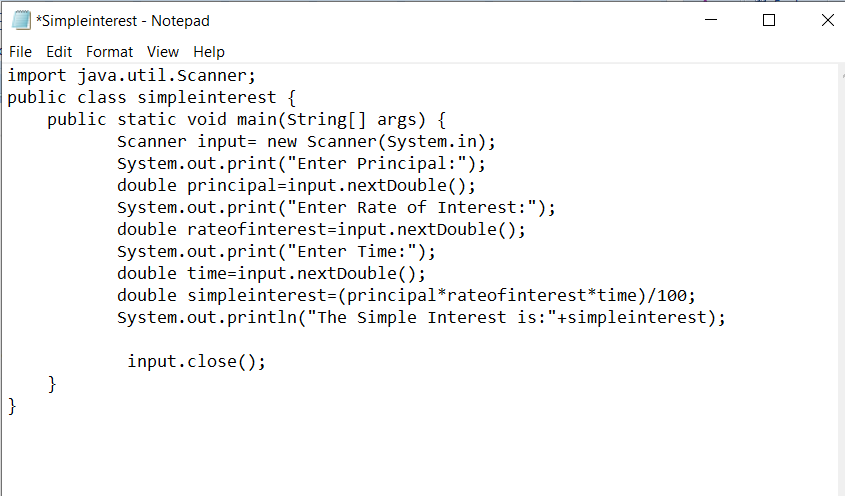 *Simpleinterest - Notepad
File Edit Format View Help
import java.util.Scanner;
public class simpleinterest {
    public static void main(String[] args) {
           Scanner input= new Scanner(System.in);
           System.out.print("Enter Principal:");
           double principal=input.nextDouble();
           System.out.print("Enter Rate of Interest:");
           double rateofinterest=input.nextDouble();
           System.out.print("Enter Time:");
           double time=input.nextDouble();
           double simpleinterest=(principal*rateofinterest*time)/100;
           System.out.println("The Simple Interest is:"+simpleinterest);

            input.close();
    }
}